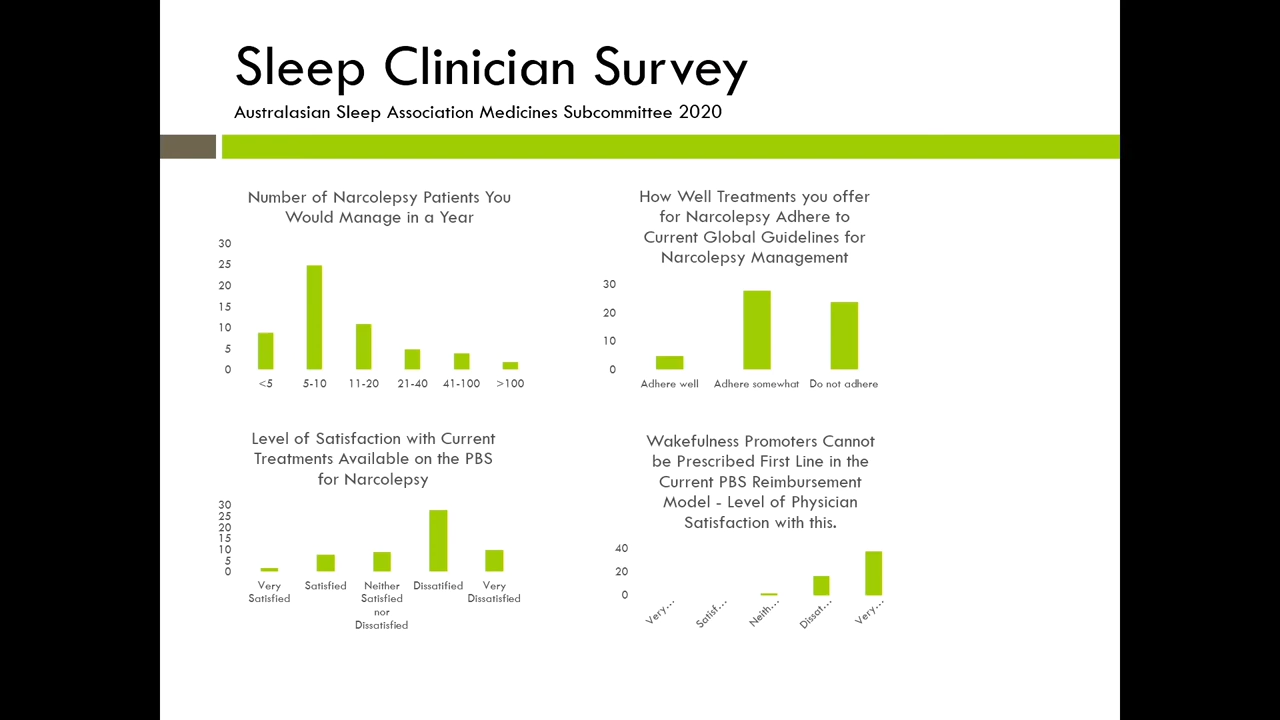 Sleep Clinician Survey
Australasian Sleep Association Medicines Subcommittee 2020
Number of Narcolepsy Patients You
Would Manage in a Year
30
25
20
15
10
5
0
<5 5-10 11-20 21-40 41-100 >100
How Well Treatments you offer
for Narcolepsy Adhere to
Current Global Guidelines for
Narcolepsy Management
30
20
10
0
Adhere well Adhere somewhat Do not adhere
Level of Satisfaction with Current
Treatments Available on the PBS
for Narcolepsy
30
25
20
15
10
5
0
Very Satisfied Neither Dissatified Very
Satisfied Satisfied Dissatisfied
nor
Dissatisfied
Wakefulness Promoters Cannot
be Prescribed First Line in the
Current PBS Reimbursement
Model - Level of Physician
Satisfaction with this.
40
20
0
Very... Satisf... Neith... Dissat... Very...